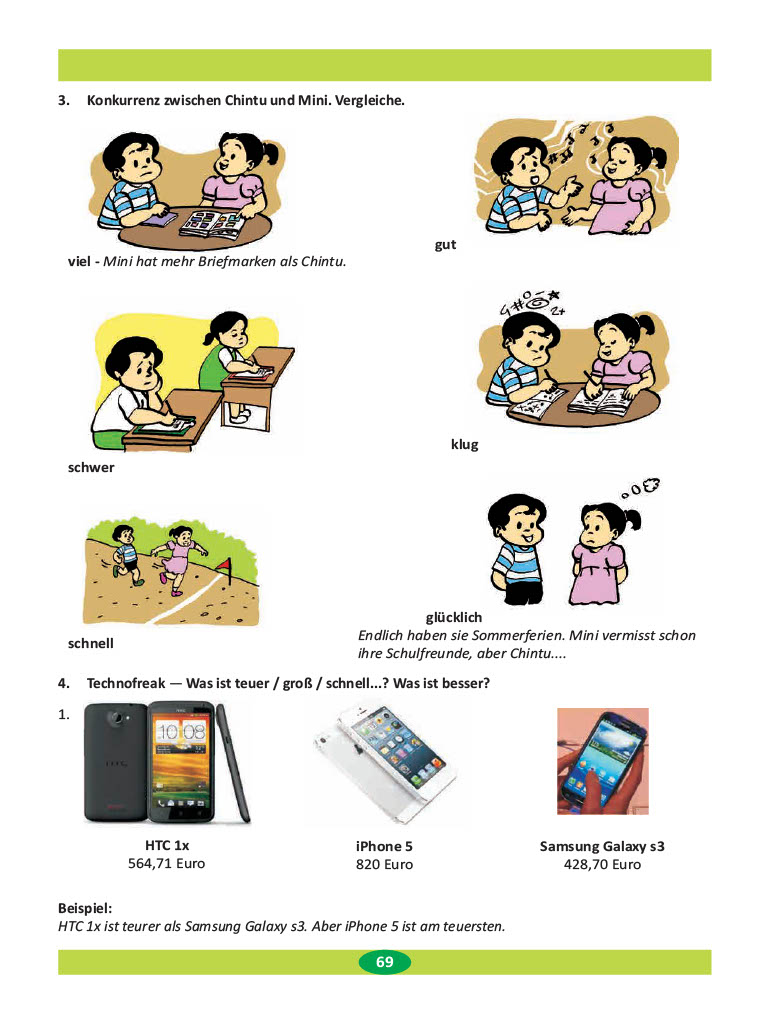 3. Konkurrenz zwischen Chintu und Mini. Vergleiche.
viel - Mini hat mehr Briefmarken als Chintu.
gut
schwer
klug
schnell
glücklich
Endlich haben sie Sommerferien. Mini vermisst schon
ihre Schulfreunde, aber Chintu....
4. Technofreak — Was ist teuer / groß / schnell...? Was ist besser?
1.
10:08
HTC 1x
564,71 Euro
iPhone 5
820 Euro
Samsung Galaxy s3
428,70 Euro
Beispiel:
HTC 1x ist teurer als Samsung Galaxy s3. Aber iPhone 5 ist am teuersten.
69